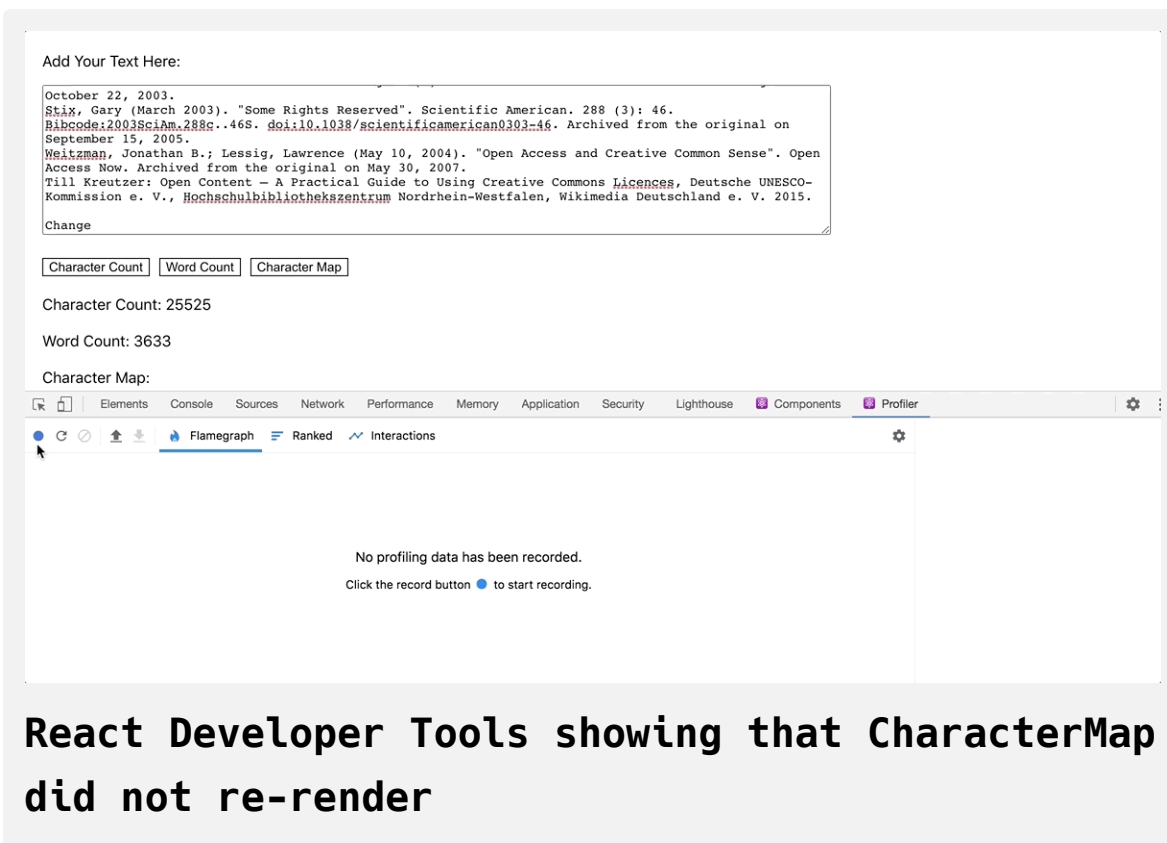 Add Your Text Here:
October 22, 2003.
Stix, Gary (March 2003). "Some Rights Reserved". Scientific American. 288 (3): 46.
Bibcode:2003SciAm.288c..46S. doi:10.1038/scientificamerican0303-46. Archived from the original on
September 15, 2005.
Weitzman, Jonathan B.; Lessig, Lawrence (May 10, 2004). "Open Access and Creative Common Sense". Open
Access Now. Archived from the original on May 30, 2007.
Till Kreutzer: Open Content – A Practical Guide to Using Creative Commons Licences, Deutsche UNESCO-
Kommission e. V., Hochschulbibliothekszentrum Nordrhein-Westfalen, Wikimedia Deutschland e. V. 2015.
Change
Character Count Word Count Character Map
Character Count: 25525
Word Count: 3633
Character Map:
Elements Console Sources Network Performance Memory Application Security Lighthouse Components Profiler
Flamegraph Ranked Interactions
No profiling data has been recorded.
Click the record button to start recording.
React Developer Tools showing that CharacterMap
did not re-render